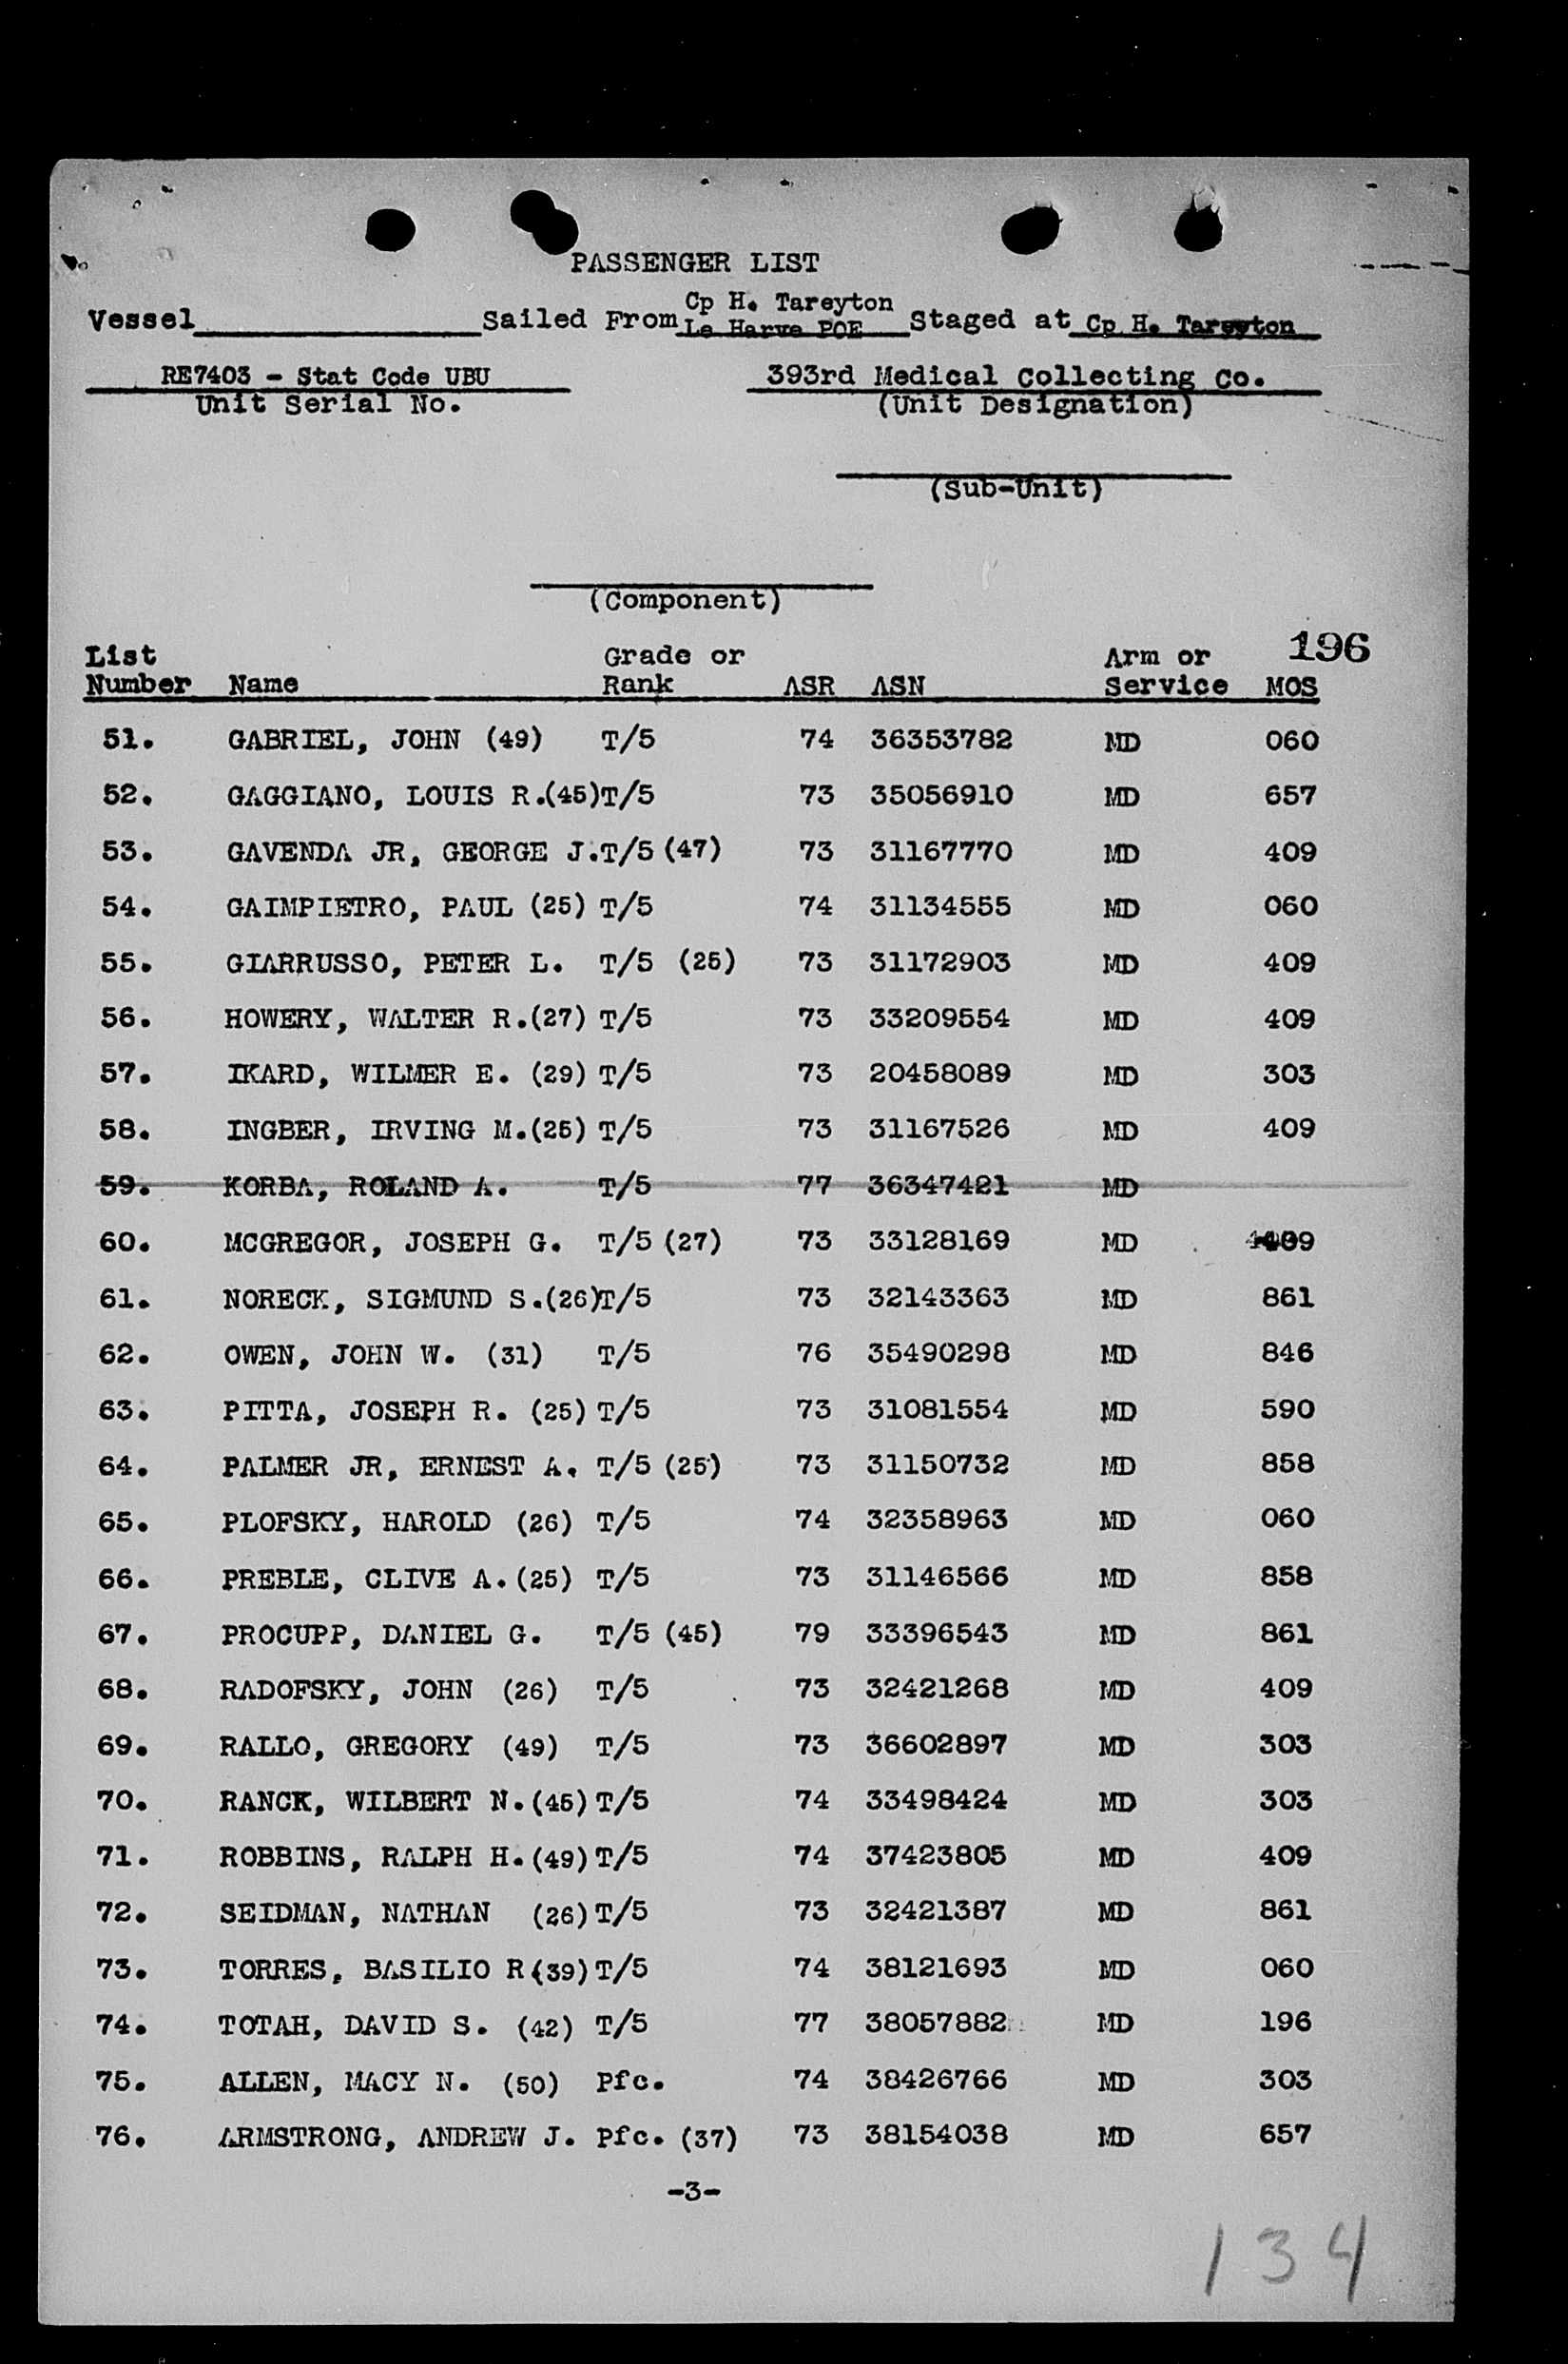 PASSENGER LIST
Cp H. Tareyton
Vessel Sailed From Le Harve POE Staged at Cp H. Tareyton
RE7403 - Stat Code UBU 393rd Medical Collecting Co.
Unit Serial No. (Unit Designation)
(Sub-Unit)
(Component)
List Grade or Arm or 196
Number Name Rank ASR ASN Service MOS
51. GABRIEL, JOHN (49) T/5 74 36353782 MD 060
52. GAGGIANO, LOUIS R.(45)T/5 73 35056910 MD 657
53. GAVENDA JR, GEORGE J.T/5 (47) 73 31167770 MD 409
54. GAIMPIETRO, PAUL (25) T/5 74 31134555 MD 060
55. GIARRUSSO, PETER L. T/5 (25) 73 31172903 MD 409
56. HOWERY, WALTER R.(27) T/5 73 33209554 MD 409
57. IKARD, WILMER E. (29) T/5 73 20458089 MD 303
58. INGBER, IRVING M.(25) T/5 73 31167526 MD 409
59. KORBA, ROLAND A. T/5 77 36347421 MD
60. MCGREGOR, JOSEPH G. T/5 (27) 73 33128169 MD 409
61. NORECK, SIGMUND S.(26)T/5 73 32143363 MD 861
62. OWEN, JOHN W. (31) T/5 76 35490298 MD 846
63. PITTA, JOSEPH R. (25) T/5 73 31081554 MD 590
64. PALMER JR, ERNEST A. T/5 (25) 73 31150732 MD 858
65. PLOFSKY, HAROLD (26) T/5 74 32358963 MD 060
66. PREBLE, CLIVE A.(25) T/5 73 31146566 MD 858
67. PROCUPP, DANIEL G. T/5 (45) 79 33396543 MD 861
68. RADOFSKY, JOHN (26) T/5 73 32421268 MD 409
69. RALLO, GREGORY (49) T/5 73 36602897 MD 303
70. RANCK, WILBERT N.(45) T/5 74 33498424 MD 303
71. ROBBINS, RALPH H.(49) T/5 74 37423805 MD 409
72. SEIDMAN, NATHAN (26) T/5 73 32421387 MD 861
73. TORRES, BASILIO R(39) T/5 74 38121693 MD 060
74. TOTAH, DAVID S. (42) T/5 77 38057882 MD 196
75. ALLEN, MACY N. (50) Pfc. 74 38426766 MD 303
76. ARMSTRONG, ANDREW J. Pfc. (37) 73 38154038 MD 657
-3-
134